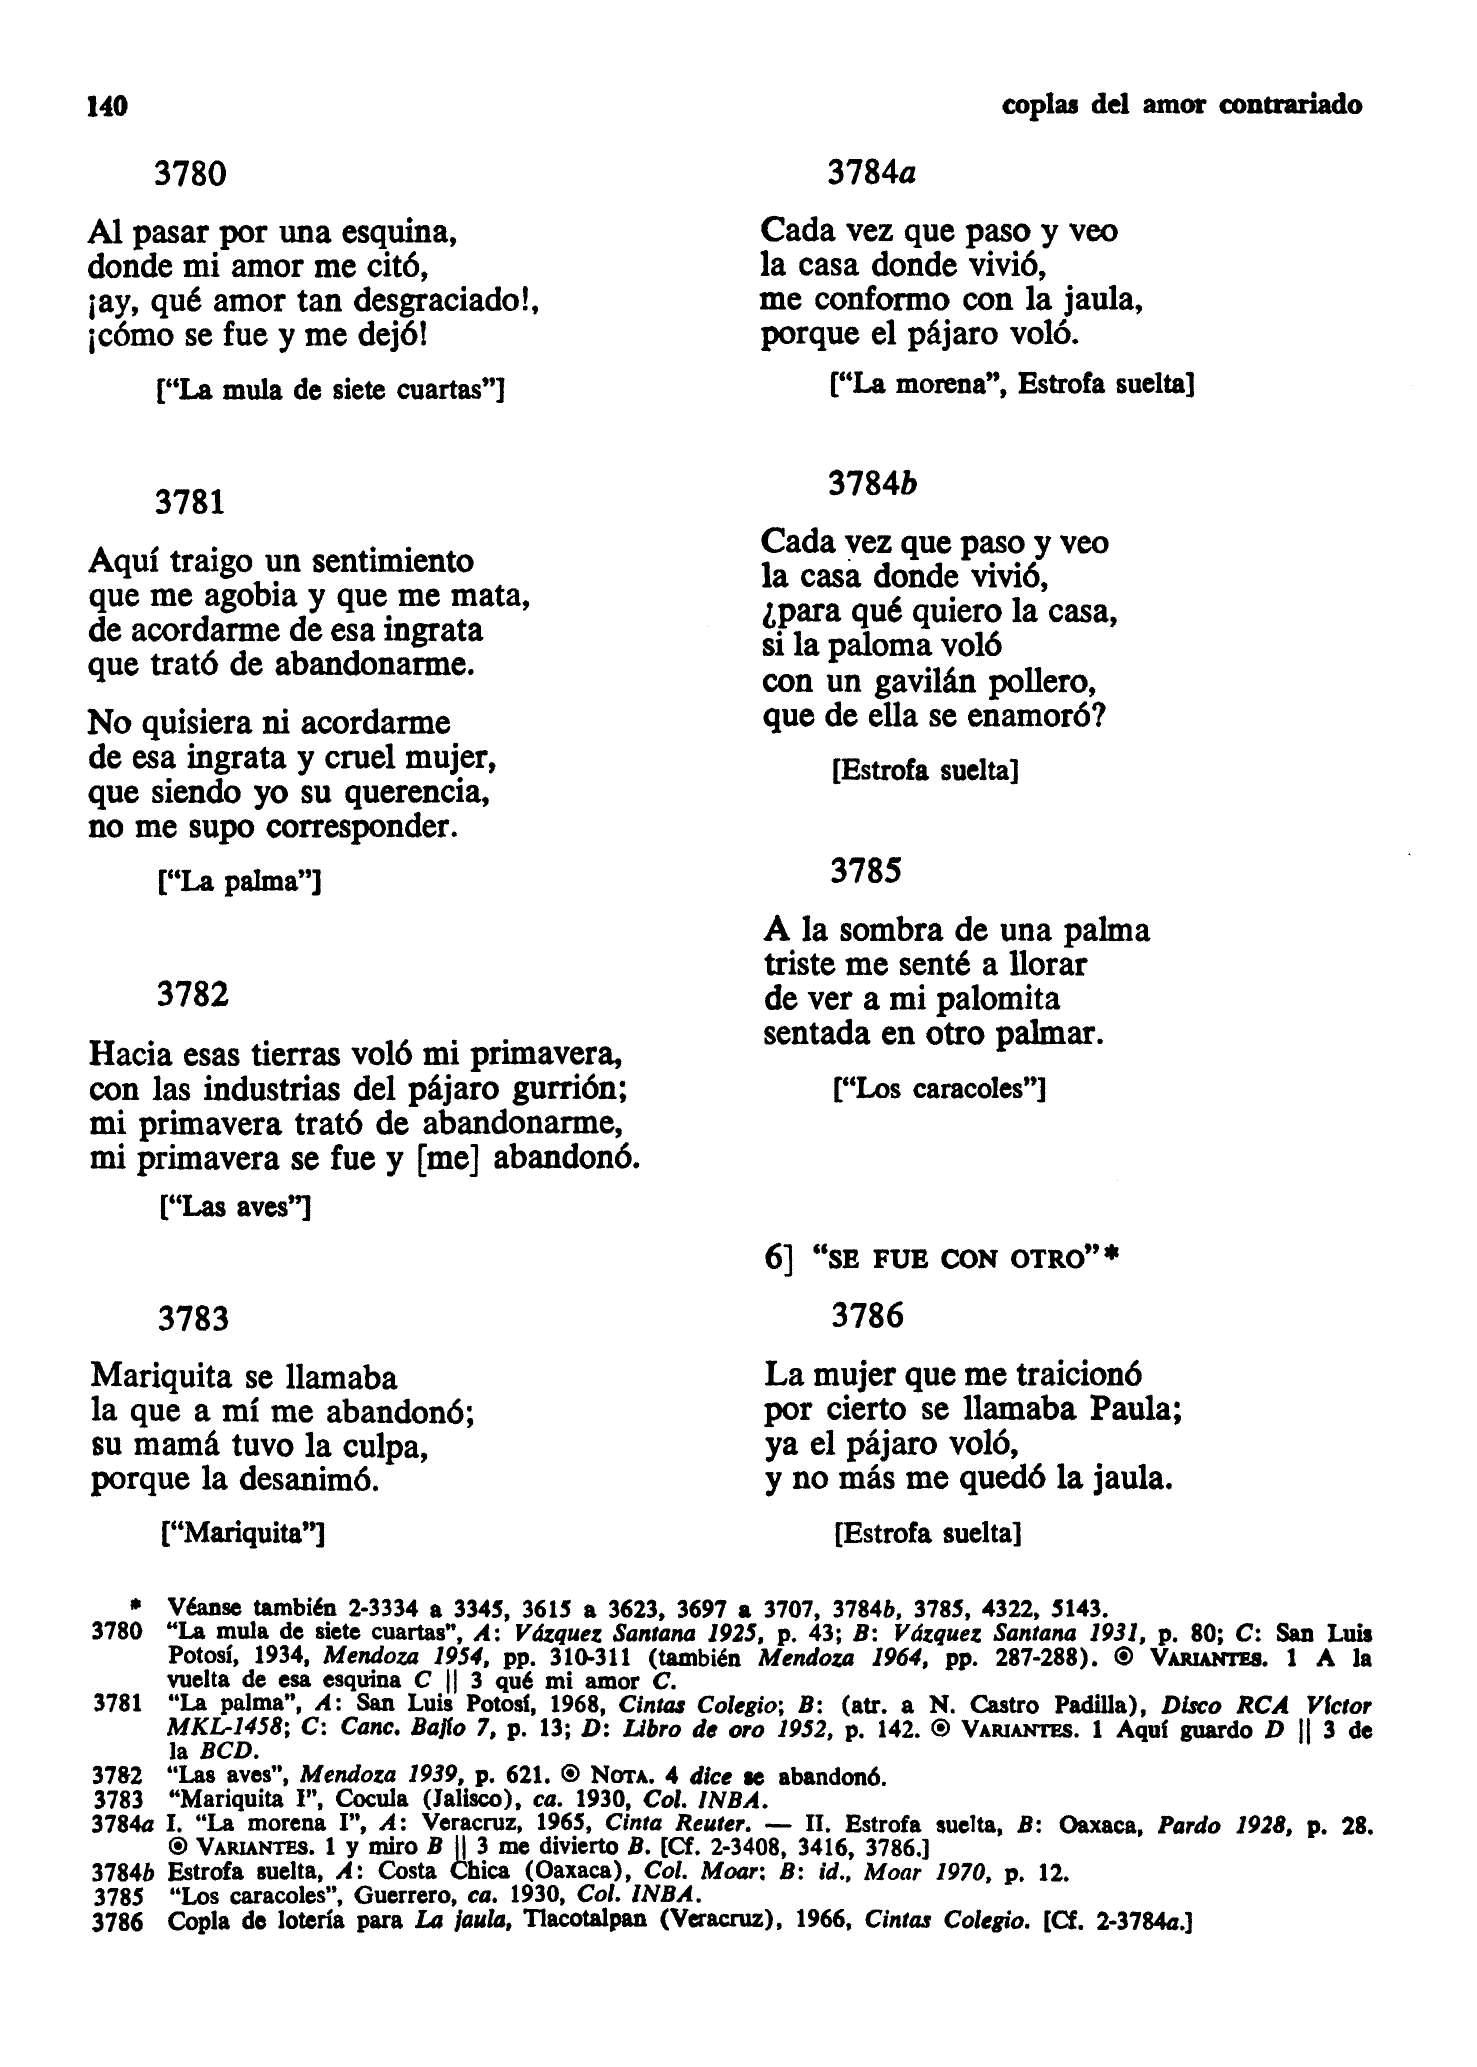 140
coplas del amor contrariado
3780
Al pasar por una esquina,
donde mi amor me citó,
¡ay, qué amor tan desgraciado!,
¡cómo se fue y me dejó!
[“La mula de siete cuartas”]
3781
Aquí traigo un sentimiento
que me agobia y que me mata,
de acordarme de esa ingrata
que trató de abandonarme.
No quisiera ni acordarme
de esa ingrata y cruel mujer,
que siendo yo su querencia,
no me supo corresponder.
[“La palma”]
3782
Hacia esas tierras voló mi primavera,
con las industrias del pájaro gurrión;
mi primavera trató de abandonarme,
mi primavera se fue y [me] abandonó.
[“Las aves”]
3783
Mariquita se llamaba
la que a mí me abandonó;
su mamá tuvo la culpa,
porque la desanimó.
[“Mariquita”]
3784a
Cada vez que paso y veo
la casa donde vivió,
me conformo con la jaula,
porque el pájaro voló.
[“La morena”, Estrofa suelta]
3784b
Cada vez que paso y veo
la casa donde vivió,
¿para qué quiero la casa,
si la paloma voló
con un gavilán pollero,
que de ella se enamoró?
[Estrofa suelta]
3785
A la sombra de una palma
triste me senté a llorar
de ver a mi palomita
sentada en otro palmar.
[“Los caracoles”]
6] “SE FUE CON OTRO”*
3786
La mujer que me traicionó
por cierto se llamaba Paula;
ya el pájaro voló,
y no más me quedó la jaula.
[Estrofa suelta]
* Véanse también 2-3334 a 3345, 3615 a 3623, 3697 a 3707, 3784b, 3785, 4322, 5143.
3780 “La mula de siete cuartas”, A: Vázquez Santana 1925, p. 43; B: Vázquez Santana 1931, p. 80; C: San Luis
Potosí, 1934, Mendoza 1954, pp. 310-311 (también Mendoza 1964, pp. 287-288). ⊙ VARIANTES. 1 A la
vuelta de esa esquina C || 3 qué mi amor C.
3781 “La palma”, A: San Luis Potosí, 1968, Cintas Colegio; B: (atr. a N. Castro Padilla), Disco RCA Víctor
MKL-1458; C: Canc. Bajío 7, p. 13; D: Libro de oro 1952, p. 142. ⊙ VARIANTES. 1 Aquí guardo D || 3 de
la BCD.
3782 “Las aves”, Mendoza 1939, p. 621. ⊙ NOTA. 4 dice se abandonó.
3783 “Mariquita I”, Cocula (Jalisco), ca. 1930, Col. INBA.
3784a I. “La morena I”, A: Veracruz, 1965, Cinta Reuter. — II. Estrofa suelta, B: Oaxaca, Pardo 1928, p. 28.
⊙ VARIANTES. 1 y miro B || 3 me divierto B. [Cf. 2-3408, 3416, 3786.]
3784b Estrofa suelta, A: Costa Chica (Oaxaca), Col. Moar; B: id., Moar 1970, p. 12.
3785 “Los caracoles”, Guerrero, ca. 1930, Col. INBA.
3786 Copla de lotería para La jaula, Tlacotalpan (Veracruz), 1966, Cintas Colegio. [Cf. 2-3784a.]